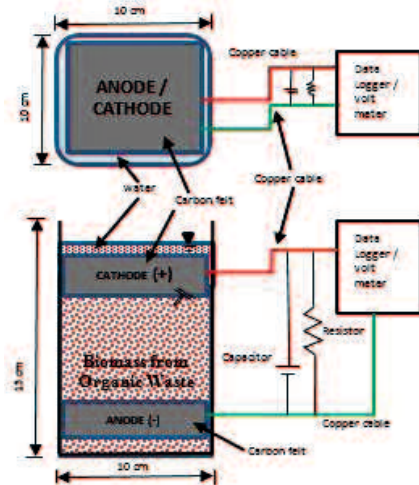 10 cm
Copper cable
10 cm
ANODE /
CATHODE
Data
Logger /
volt
meter
water
Carbon felt
Copper cable
CATHODE (+)
Data
Logger /
volt
meter
15 cm
Resistor
Biomass from
Organic Waste
Capacitor
ANODE (-)
Copper cable
Carbon felt
10 cm